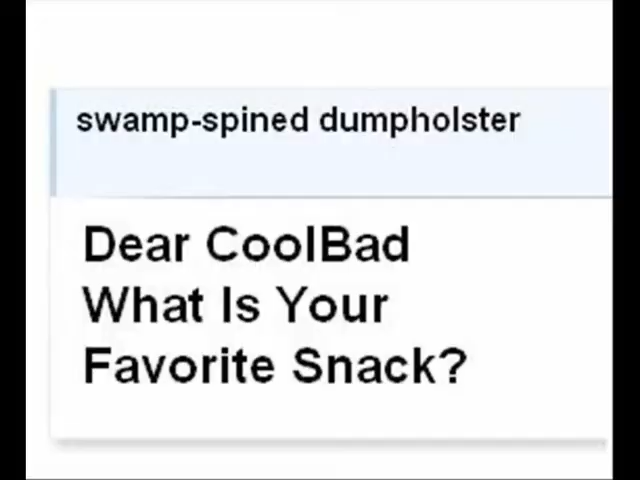 swamp-spined dumpholster
Dear CoolBad
What Is Your
Favorite Snack?